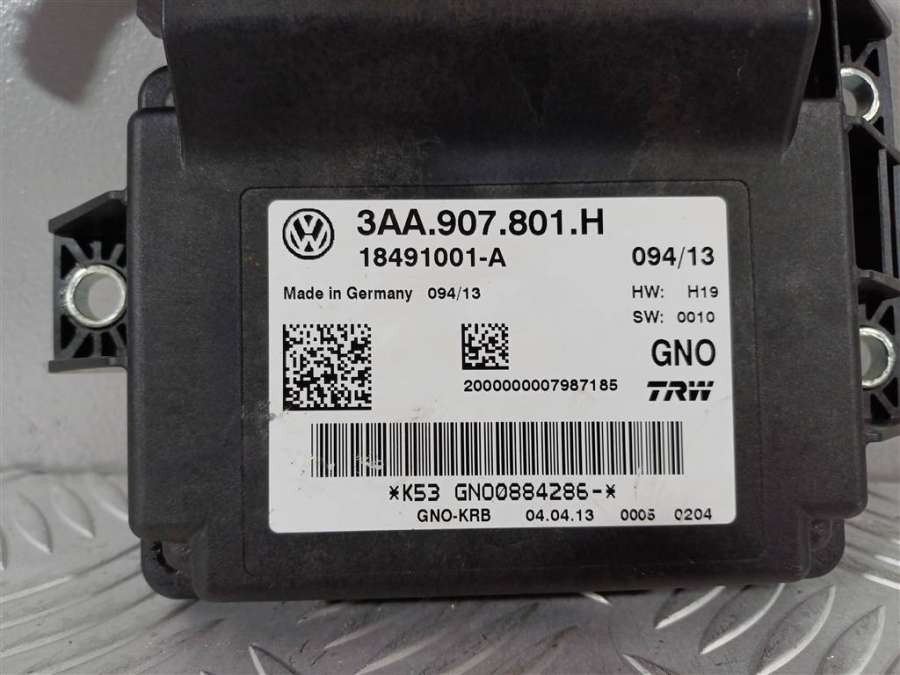 3AA.907.801.H
18491001-A 094/13
Made in Germany 094/13 HW: H19
SW: 0010
GNO
2000000007987185 TRW
*K53 GNO0884286-*
GNO-KRB 04.04.13 0005 0204